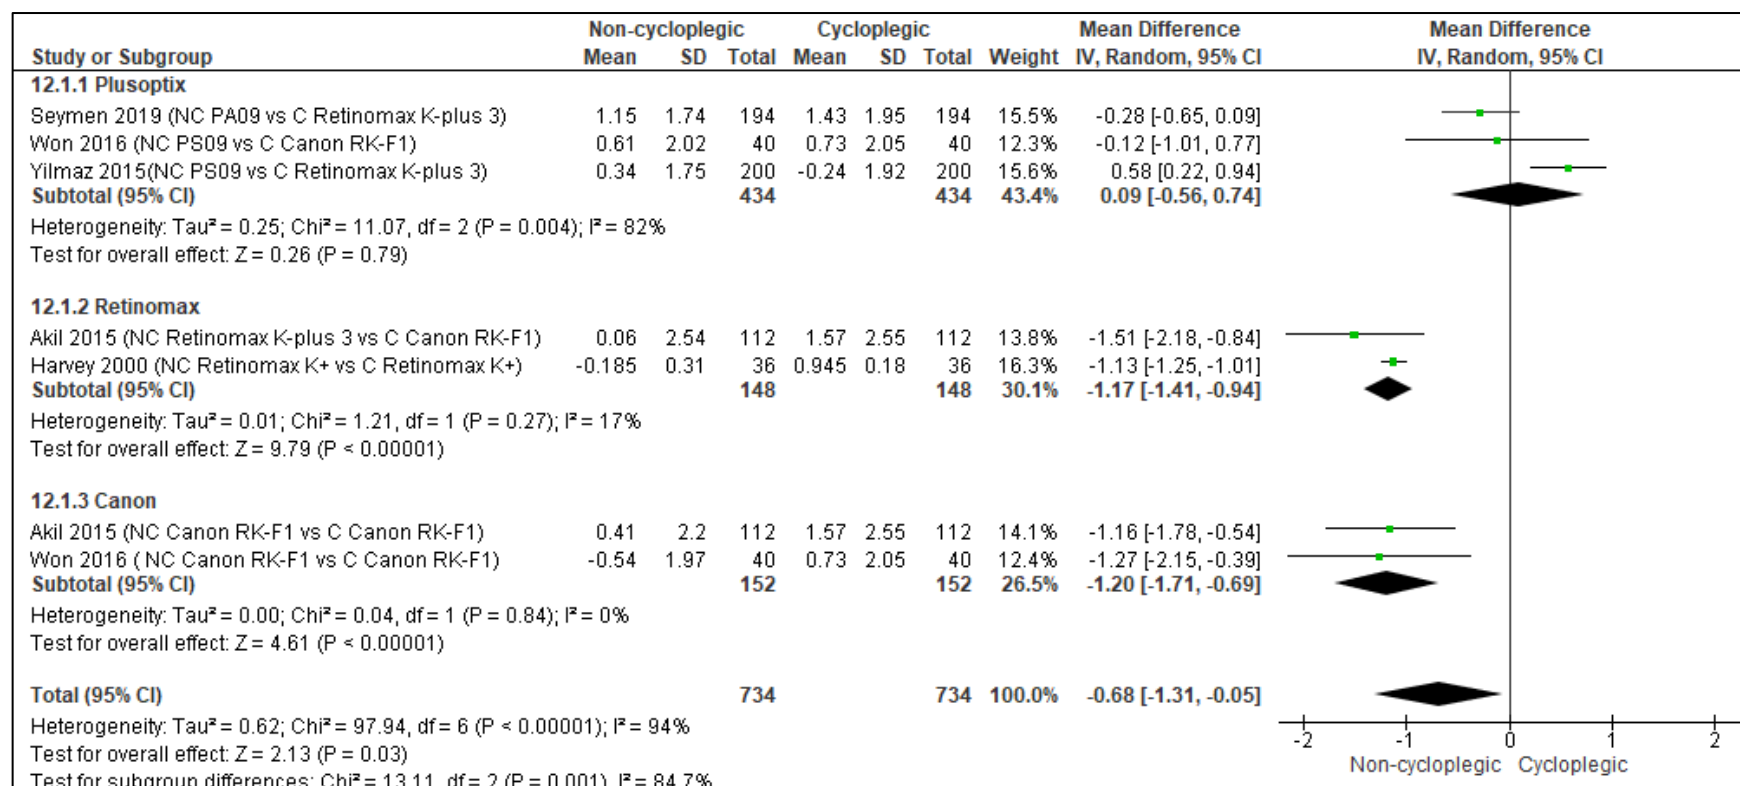 Non-cycloplegic Cycloplegic Mean Difference Mean Difference
Study or Subgroup Mean SD Total Mean SD Total Weight IV, Random, 95% CI IV, Random, 95% CI
12.1.1 Plusoptix
Seymen 2019 (NC PA09 vs C Retinomax K-plus 3) 1.15 1.74 194 1.43 1.95 194 15.5% -0.28 [-0.65, 0.09]
Won 2016 (NC PS09 vs C Canon RK-F1) 0.61 2.02 40 0.73 2.05 40 12.3% -0.12 [-1.01, 0.77]
Yilmaz 2015(NC PS09 vs C Retinomax K-plus 3) 0.34 1.75 200 -0.24 1.92 200 15.6% 0.58 [0.22, 0.94]
Subtotal (95% CI) 434 434 43.4% 0.09 [-0.56, 0.74]
Heterogeneity: Tau² = 0.25; Chi² = 11.07, df = 2 (P = 0.004); I² = 82%
Test for overall effect: Z = 0.26 (P = 0.79)
12.1.2 Retinomax
Akil 2015 (NC Retinomax K-plus 3 vs C Canon RK-F1) 0.06 2.54 112 1.57 2.55 112 13.8% -1.51 [-2.18, -0.84]
Harvey 2000 (NC Retinomax K+ vs C Retinomax K+) -0.185 0.31 36 0.945 0.18 36 16.3% -1.13 [-1.25, -1.01]
Subtotal (95% CI) 148 148 30.1% -1.17 [-1.41, -0.94]
Heterogeneity: Tau² = 0.01; Chi² = 1.21, df = 1 (P = 0.27); I² = 17%
Test for overall effect: Z = 9.79 (P < 0.00001)
12.1.3 Canon
Akil 2015 (NC Canon RK-F1 vs C Canon RK-F1) 0.41 2.2 112 1.57 2.55 112 14.1% -1.16 [-1.78, -0.54]
Won 2016 ( NC Canon RK-F1 vs C Canon RK-F1) -0.54 1.97 40 0.73 2.05 40 12.4% -1.27 [-2.15, -0.39]
Subtotal (95% CI) 152 152 26.5% -1.20 [-1.71, -0.69]
Heterogeneity: Tau² = 0.00; Chi² = 0.04, df = 1 (P = 0.84); I² = 0%
Test for overall effect: Z = 4.61 (P < 0.00001)
Total (95% CI) 734 734 100.0% -0.68 [-1.31, -0.05]
Heterogeneity: Tau² = 0.62; Chi² = 97.94, df = 6 (P < 0.00001); I² = 94%
Test for overall effect: Z = 2.13 (P = 0.03)
Test for subgroup differences: Chi² = 13.11, df = 2 (P = 0.001), I² = 84.7%
-2 -1 0 1 2
Non-cycloplegic Cycloplegic